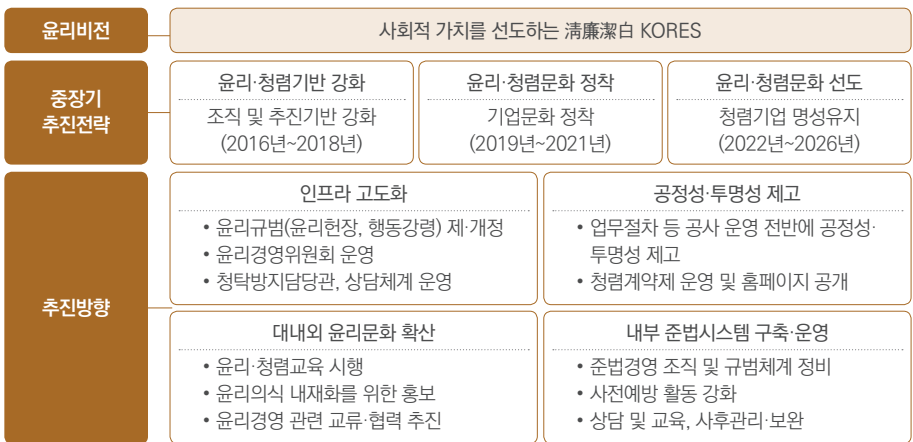 윤리비전
사회적 가치를 선도하는 淸廉潔白 KORES
중장기
추진전략
윤리·청렴기반 강화
조직 및 추진기반 강화
(2016년~2018년)
윤리·청렴문화 정착
기업문화 정착
(2019년~2021년)
윤리·청렴문화 선도
청렴기업 명성유지
(2022년~2026년)
추진방향
인프라 고도화
• 윤리규범(윤리헌장, 행동강령) 제·개정
• 윤리경영위원회 운영
• 청탁방지담당관, 상담체계 운영
공정성·투명성 제고
• 업무절차 등 공사 운영 전반에 공정성·
투명성 제고
• 청렴계약제 운영 및 홈페이지 공개
대내외 윤리문화 확산
• 윤리·청렴교육 시행
• 윤리의식 내재화를 위한 홍보
• 윤리경영 관련 교류·협력 추진
내부 준법시스템 구축·운영
• 준법경영 조직 및 규범체계 정비
• 사전예방 활동 강화
• 상담 및 교육, 사후관리·보완